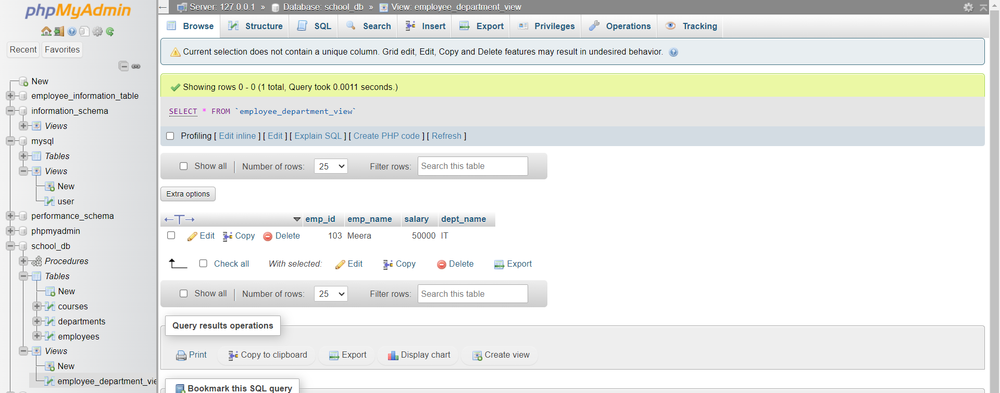 phpMyAdmin
Recent Favorites
New
employee_information_table
information_schema
Views
mysql
Tables
Views
New
user
performance_schema
phpmyadmin
school_db
Procedures
Tables
New
courses
departments
employees
Views
New
employee_department_vie
Server: 127.0.0.1 » Database: school_db » View: employee_department_view
Browse Structure SQL Search Insert Export Privileges Operations Tracking
Current selection does not contain a unique column. Grid edit, Edit, Copy and Delete features may result in undesired behavior.
Showing rows 0 - 0 (1 total, Query took 0.0011 seconds.)
SELECT * FROM `employee_department_view`
Profiling [ Edit inline ] [ Edit ] [ Explain SQL ] [ Create PHP code ] [ Refresh ]
Show all Number of rows: 25 Filter rows: Search this table
Extra options
emp_id emp_name salary dept_name
Edit Copy Delete 103 Meera 50000 IT
Check all With selected: Edit Copy Delete Export
Show all Number of rows: 25 Filter rows: Search this table
Query results operations
Print Copy to clipboard Export Display chart Create view
Bookmark this SQL query